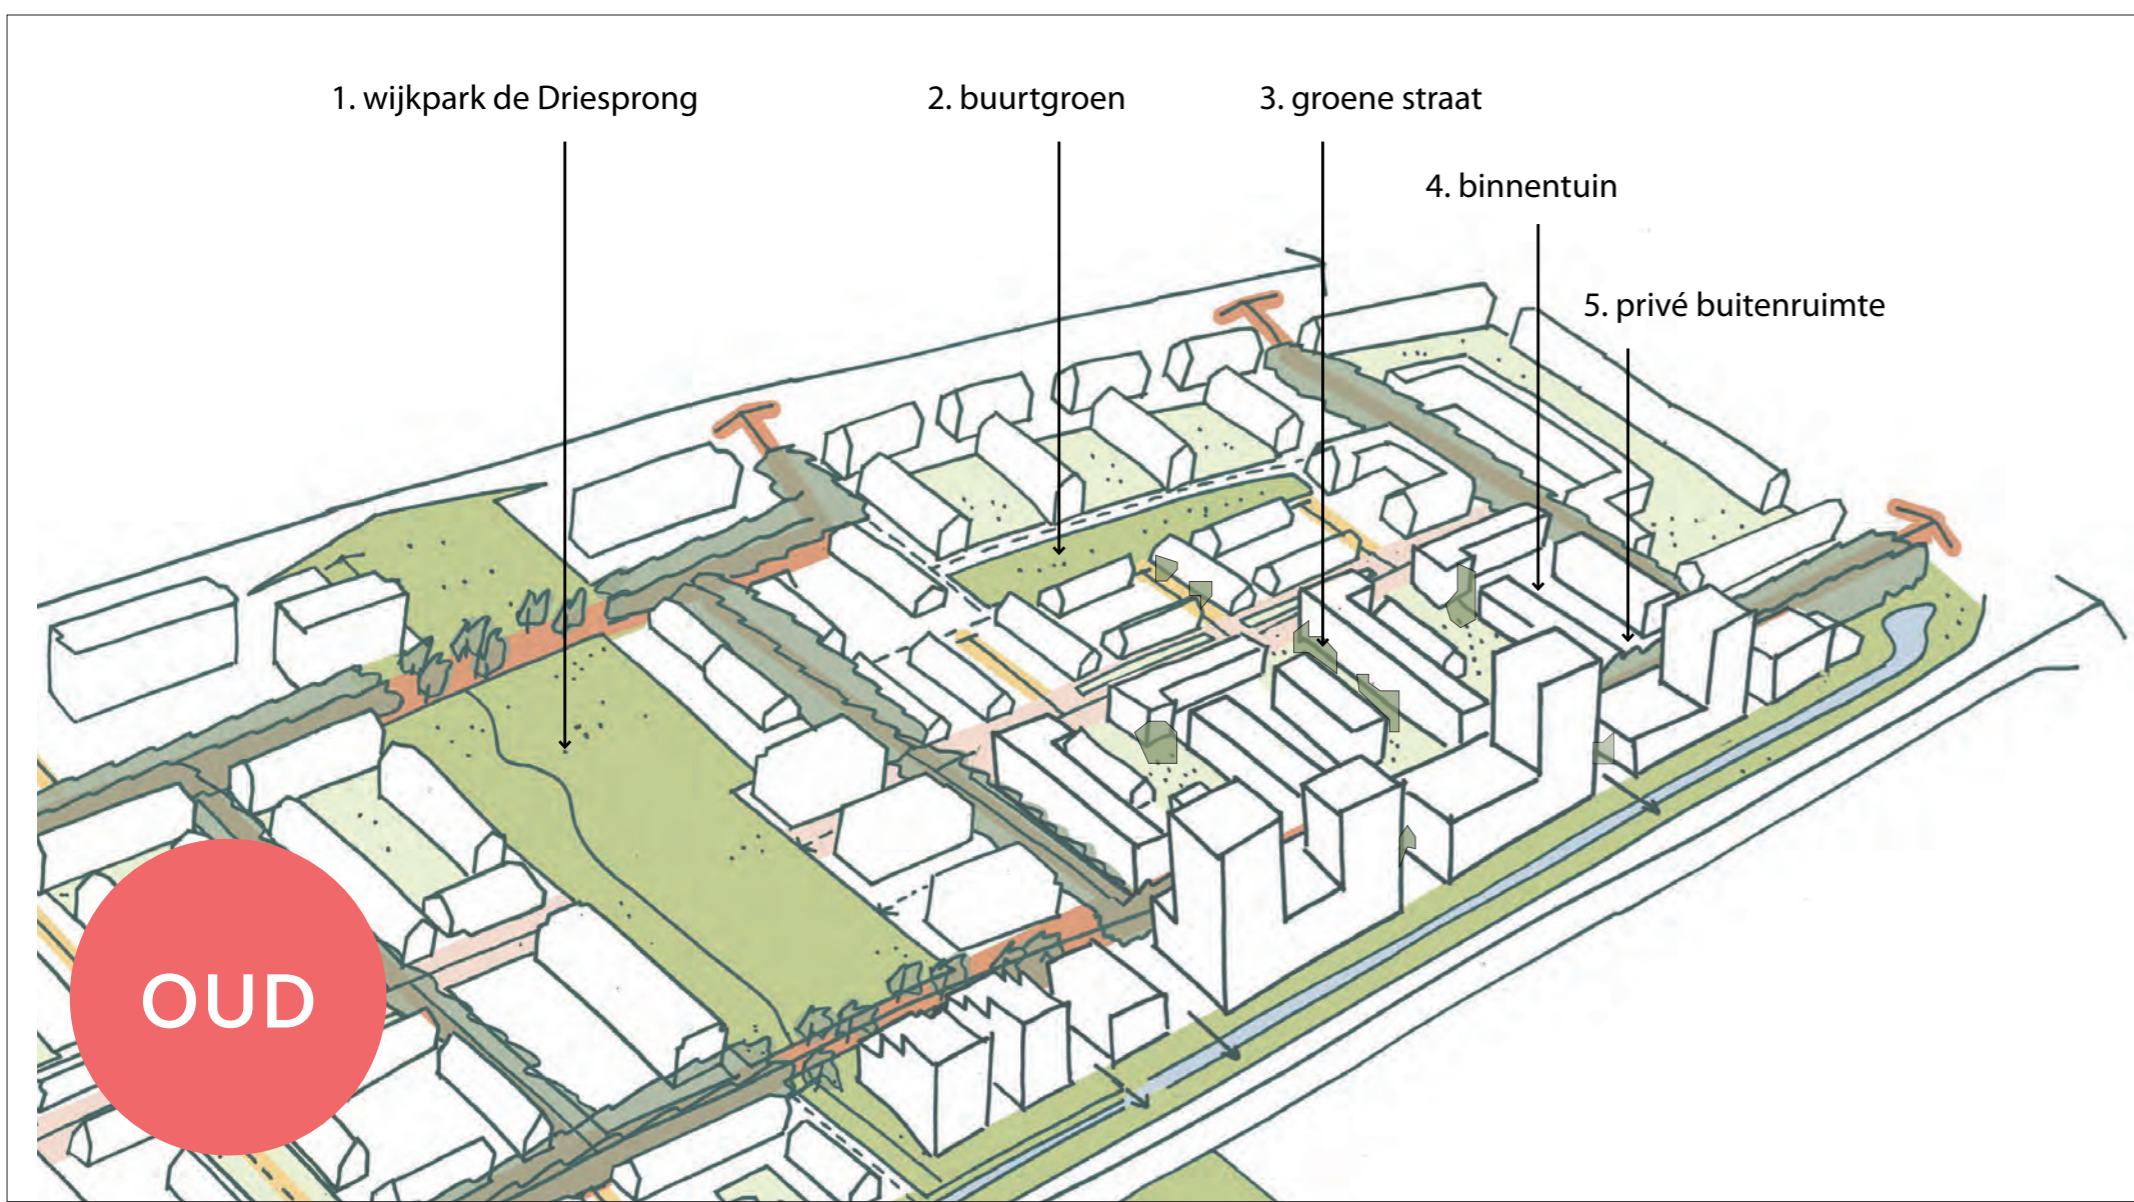 1. wijkpark de Driesprong
2. buurtgroen
3. groene straat
4. binnentuin
5. privé buitenruimte
OUD